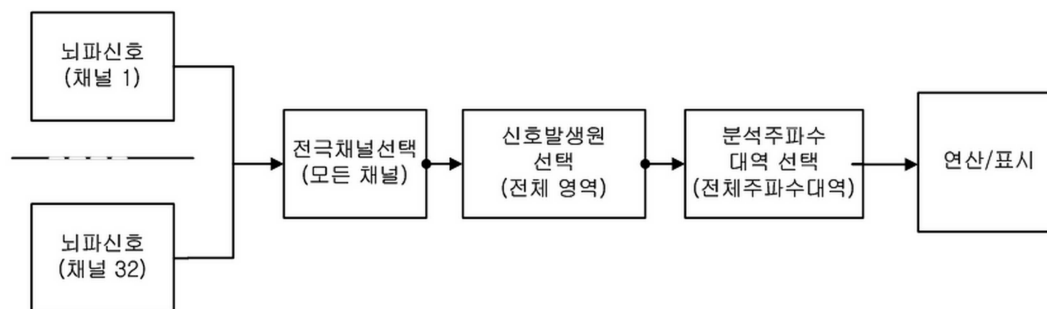 뇌파신호
(채널 1)
뇌파신호
(채널 32)
전극채널선택
(모든 채널)
신호발생원
선택
(전체 영역)
분석주파수
대역 선택
(전체주파수대역)
연산/표시